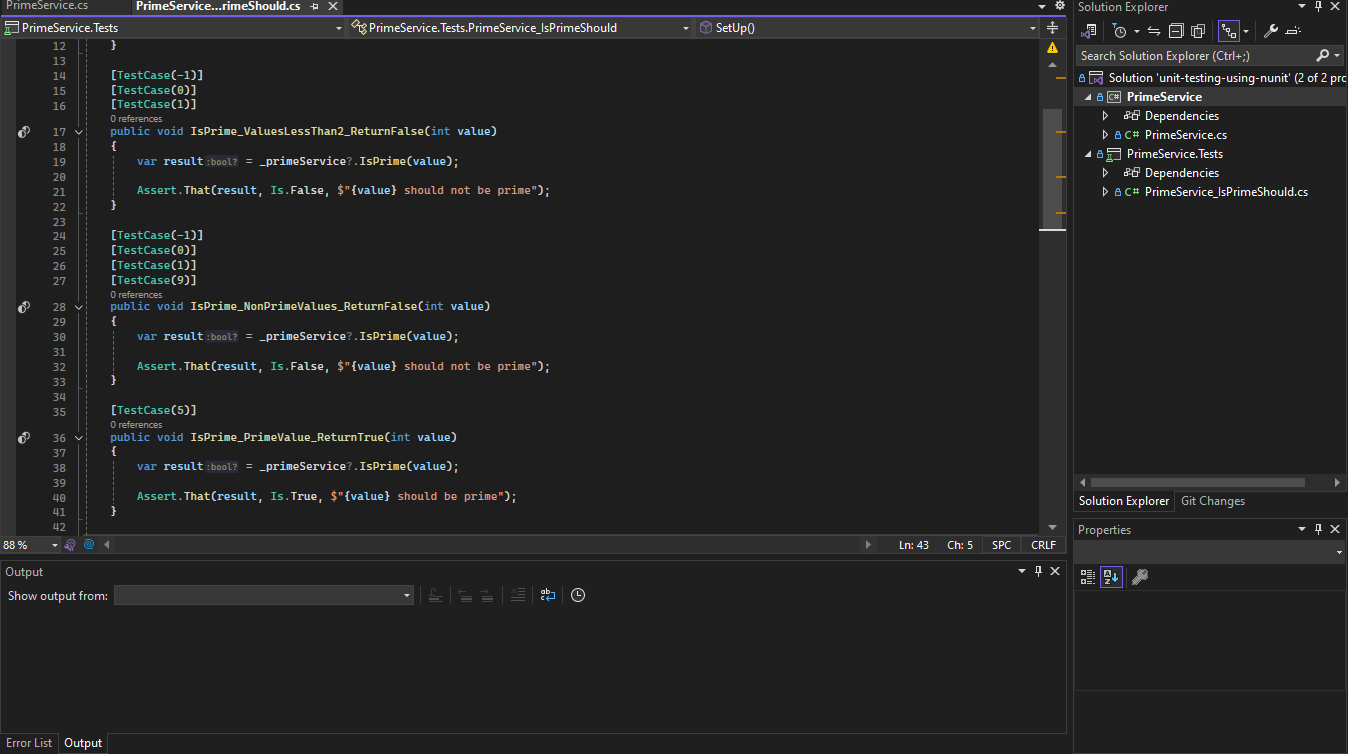 PrimeService.cs
PrimeService...rimeShould.cs
PrimeService.Tests
PrimeService.Tests.PrimeService_IsPrimeShould
SetUp()
12 }
13
14 [TestCase(-1)]
15 [TestCase(0)]
16 [TestCase(1)]
0 references
17 public void IsPrime_ValuesLessThan2_ReturnFalse(int value)
18 {
19 var result:bool? = _primeService?.IsPrime(value);
20
21 Assert.That(result, Is.False, $"{value} should not be prime");
22 }
23
24 [TestCase(-1)]
25 [TestCase(0)]
26 [TestCase(1)]
27 [TestCase(9)]
0 references
28 public void IsPrime_NonPrimeValues_ReturnFalse(int value)
29 {
30 var result:bool? = _primeService?.IsPrime(value);
31
32 Assert.That(result, Is.False, $"{value} should not be prime");
33 }
34
35 [TestCase(5)]
0 references
36 public void IsPrime_PrimeValue_ReturnTrue(int value)
37 {
38 var result:bool? = _primeService?.IsPrime(value);
39
40 Assert.That(result, Is.True, $"{value} should be prime");
41 }
42
88 %
Ln: 43 Ch: 5 SPC CRLF
Output
Show output from:
Error List
Output
Solution Explorer
Search Solution Explorer (Ctrl+;)
Solution 'unit-testing-using-nunit' (2 of 2 pro
C# PrimeService
Dependencies
C# PrimeService.cs
PrimeService.Tests
Dependencies
C# PrimeService_IsPrimeShould.cs
Solution Explorer
Git Changes
Properties